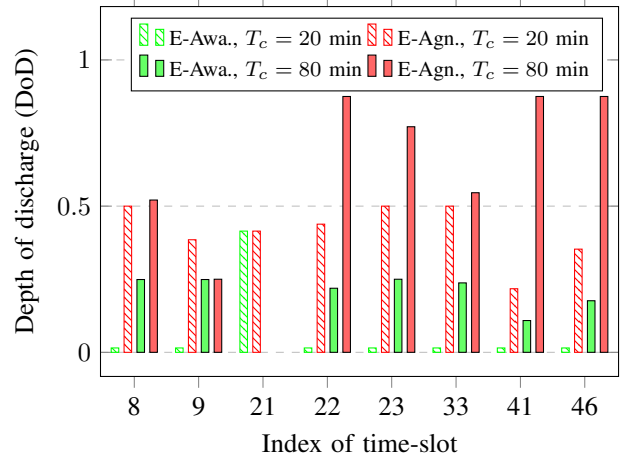 E-Awa., T_c = 20 min E-Agn., T_c = 20 min
E-Awa., T_c = 80 min E-Agn., T_c = 80 min
Depth of discharge (DoD)
1
0.5
0
8 9 21 22 23 33 41 46
Index of time-slot